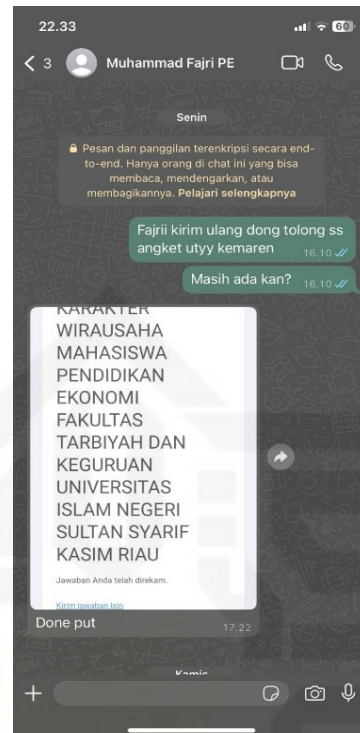 22.33
60
3 Muhammad Fajri PE
Senin
Pesan dan panggilan terenkripsi secara end-
to-end. Hanya orang di chat ini yang bisa
membaca, mendengarkan, atau
membagikannya. Pelajari selengkapnya
Fajrii kirim ulang dong tolong ss
angket utyy kemaren
16.10
Masih ada kan? 16.10
KARAKTER
WIRAUSAHA
MAHASISWA
PENDIDIKAN
EKONOMI
FAKULTAS
TARBIYAH DAN
KEGURUAN
UNIVERSITAS
ISLAM NEGERI
SULTAN SYARIF
KASIM RIAU
Jawaban Anda telah direkam.
Kirim jawaban lain
Done put
17.22
Kamis